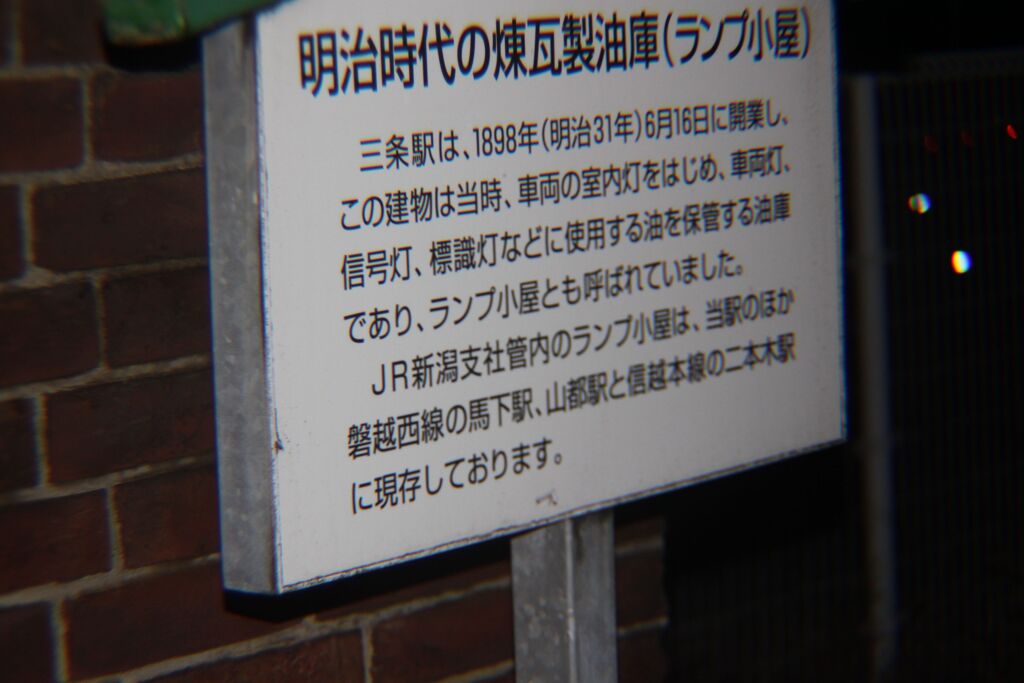 明治時代の煉瓦製油庫(ランプ小屋)
三条駅は、1898年(明治31年)6月16日に開業し、
この建物は当時、車両の室内灯をはじめ、車両灯、
信号灯、標識灯などに使用する油を保管する油庫
であり、ランプ小屋とも呼ばれていました。
JR新潟支社管内のランプ小屋は、当駅のほか
磐越西線の馬下駅、山都駅と信越本線の二本木駅
に現存しております。